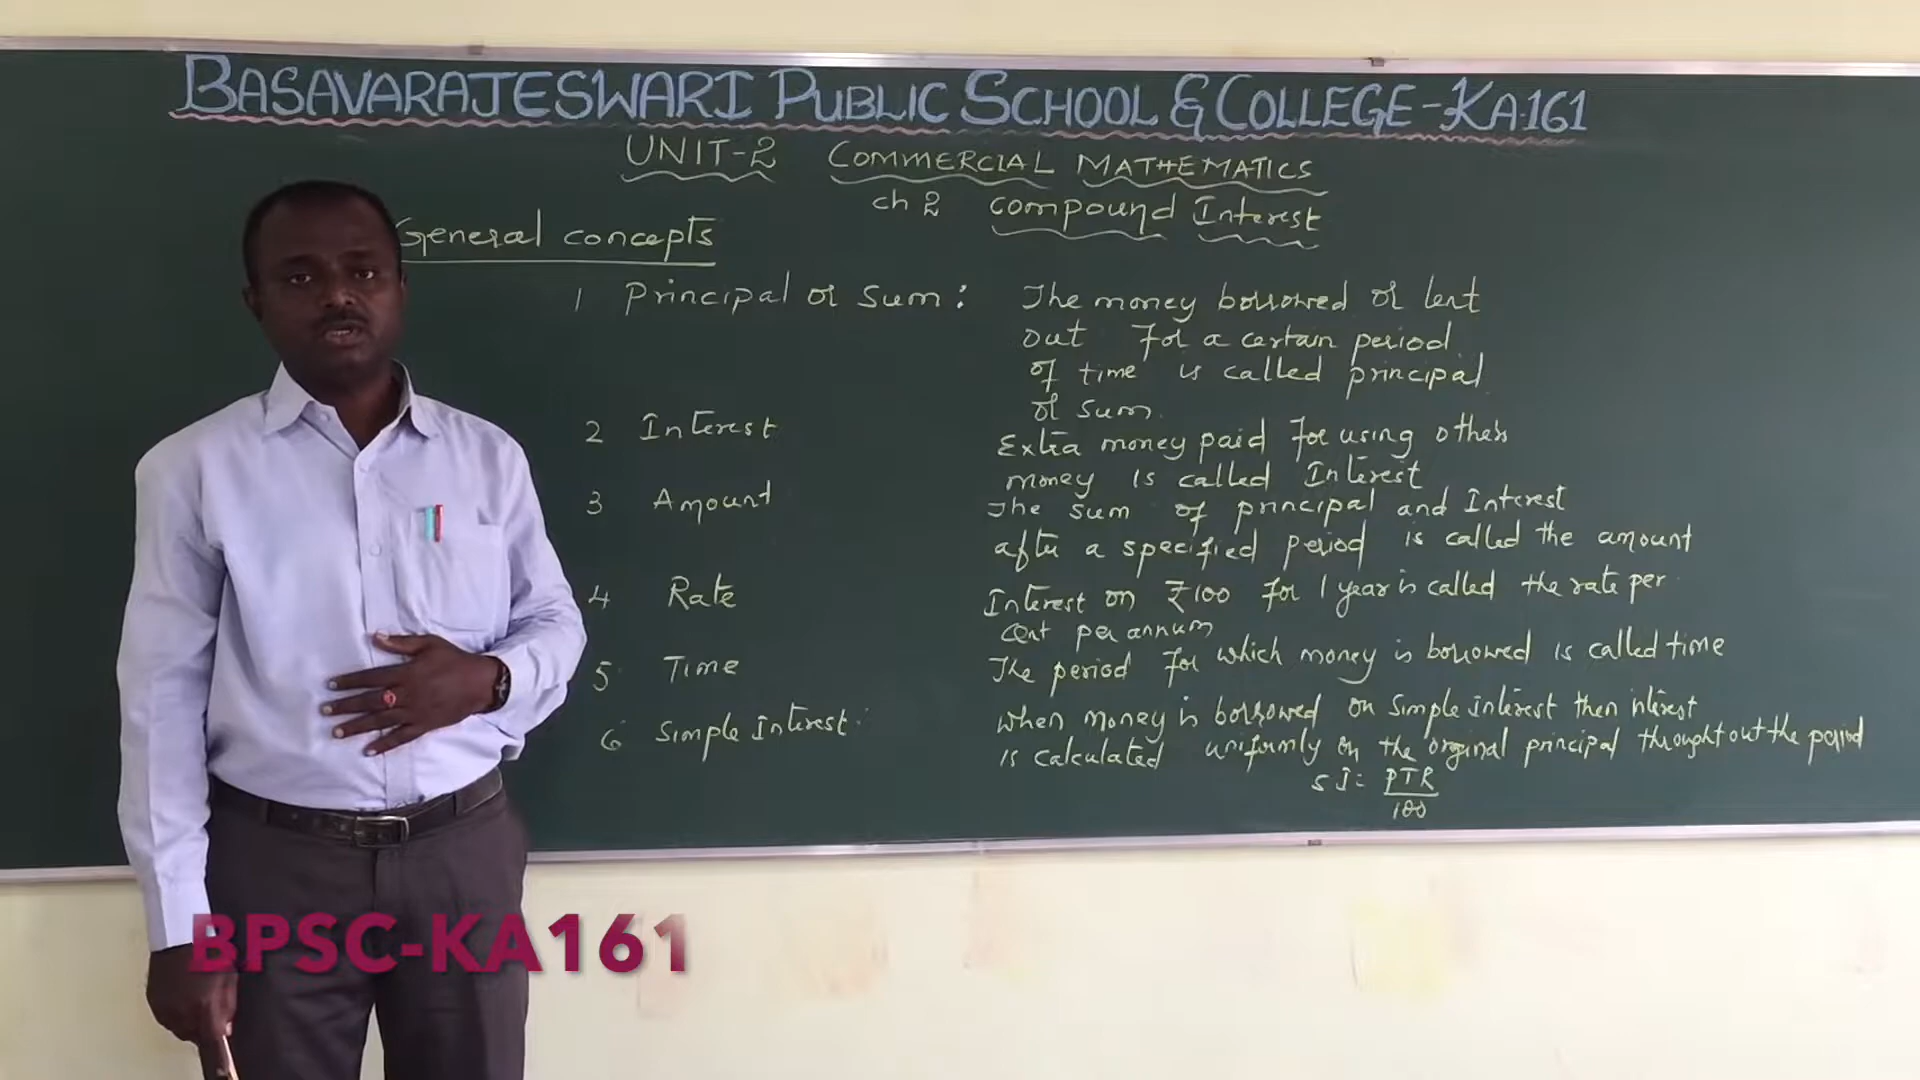 BASAVARAJESWARI PUBLIC SCHOOL & COLLEGE-KA161
UNIT-2 COMMERCIAL MATHEMATICS
ch 2 compound Interest
General concepts
1 Principal or Sum : The money borrowed or lent
out for a certain period
of time is called principal
or sum.
2 Interest Extra money paid for using others
money is called Interest
3 Amount The sum of principal and Interest
after a specified period is called the amount
4 Rate Interest on ₹100 for 1 year is called the rate per
cent per annum
5 Time The period for which money is borrowed is called time
6 Simple Interest: When money is borrowed on simple interest then interest
is calculated uniformly on the orginal principal throughtout the period
S I = PTR
100
BPSC-KA161